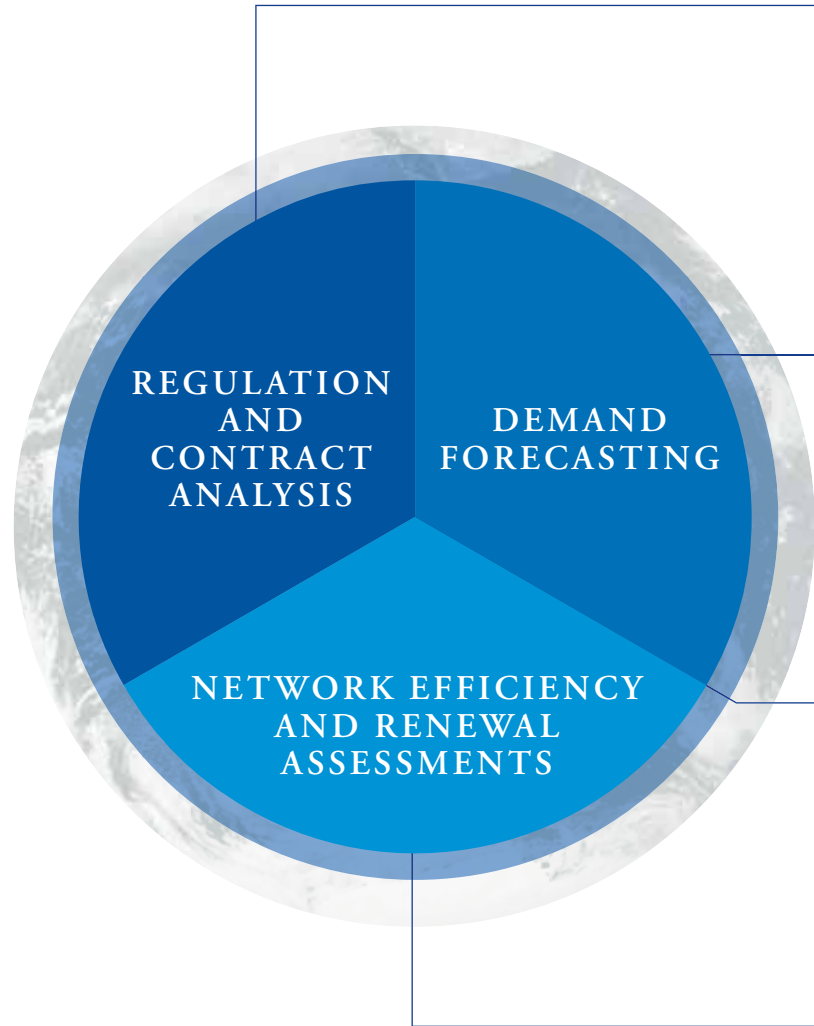 REGULATION
AND
CONTRACT
ANALYSIS
DEMAND
FORECASTING
NETWORK EFFICIENCY
AND RENEWAL
ASSESSMENTS